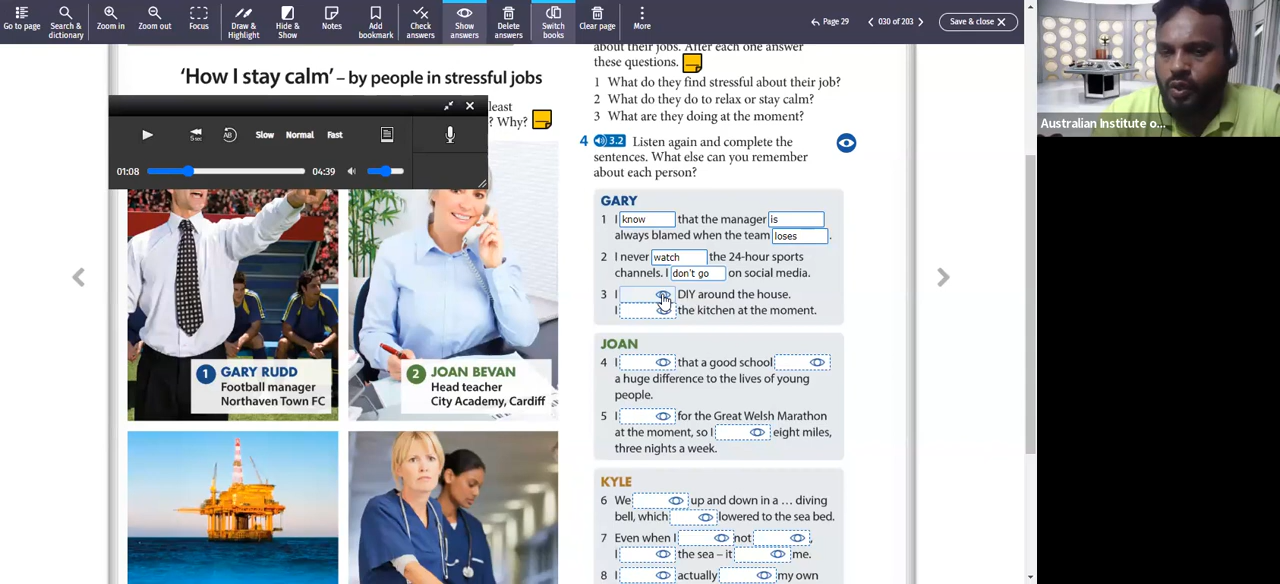 Go to page
Search & dictionary
Zoom in
Zoom out
Focus
Draw & Highlight
Hide & Show
Notes
Add bookmark
Check answers
Show answers
Delete answers
Switch books
Clear page
More
Page 29
030 of 203
Save & close
'How I stay calm' – by people in stressful jobs
least
? Why?
5 sec
AB
Slow
Normal
Fast
01:08
04:39
1 GARY RUDD
Football manager
Northaven Town FC
2 JOAN BEVAN
Head teacher
City Academy, Cardiff
about their jobs. After each one answer
these questions.
1 What do they find stressful about their job?
2 What do they do to relax or stay calm?
3 What are they doing at the moment?
4 3.2 Listen again and complete the
sentences. What else can you remember
about each person?
GARY
1 I know that the manager is
always blamed when the team loses .
2 I never watch the 24-hour sports
channels. I don't go on social media.
3 I DIY around the house.
I the kitchen at the moment.
JOAN
4 I that a good school
a huge difference to the lives of young
people.
5 I for the Great Welsh Marathon
at the moment, so I eight miles,
three nights a week.
KYLE
6 We up and down in a … diving
bell, which lowered to the sea bed.
7 Even when I not ,
I the sea – it me.
8 I actually my own
Australian Institute o...